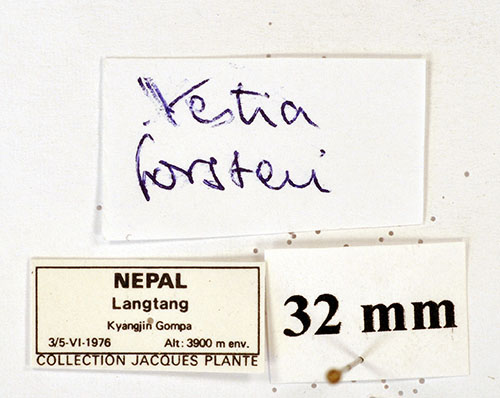 Xestia
forsteri
NEPAL
Langtang
Kyangjin Gompa
3/5-VI-1976 Alt: 3900 m env.
COLLECTION JACQUES PLANTE
32 mm